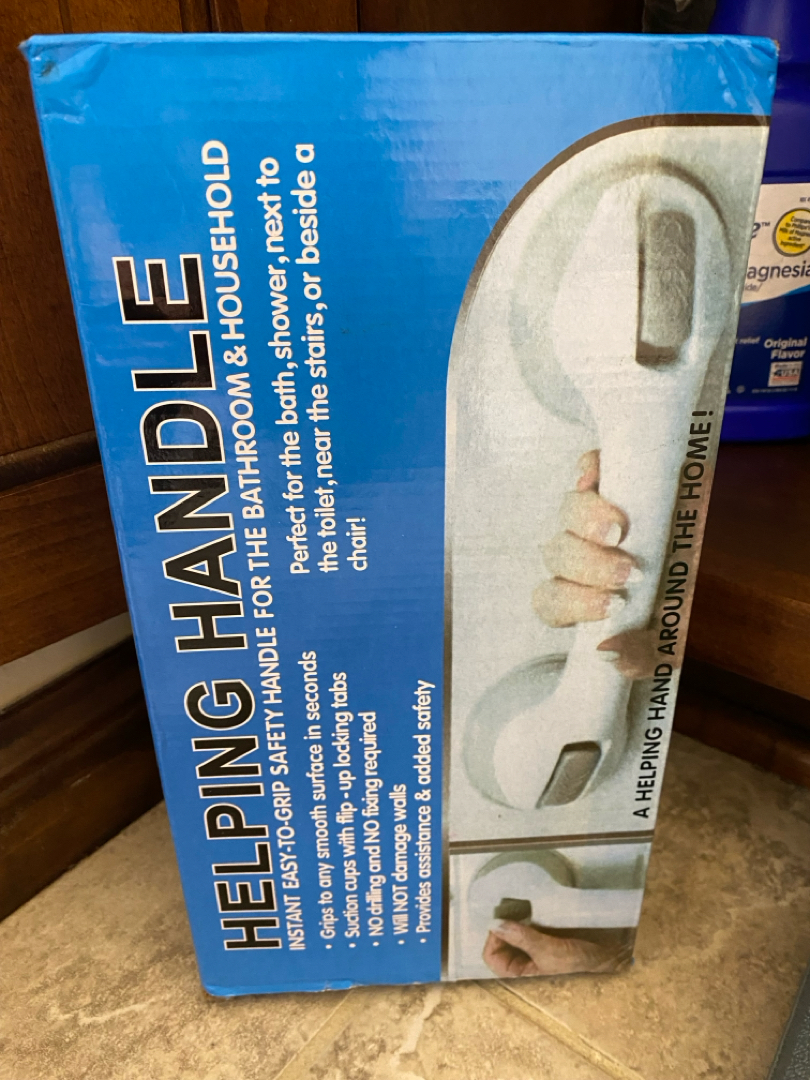 HELPING HANDLE
INSTANT EASY-TO-GRIP SAFETY HANDLE FOR THE BATHROOM & HOUSEHOLD
• Grips to any smooth surface in seconds
• Suction cups with flip - up locking tabs
• NO drilling and NO fixing required
• Will NOT damage walls
• Provides assistance & added safety
Perfect for the bath, shower, next to
the toilet, near the stairs, or beside a
chair!
A HELPING HAND AROUND THE HOME!
agnesia
relief
Original
Flavor